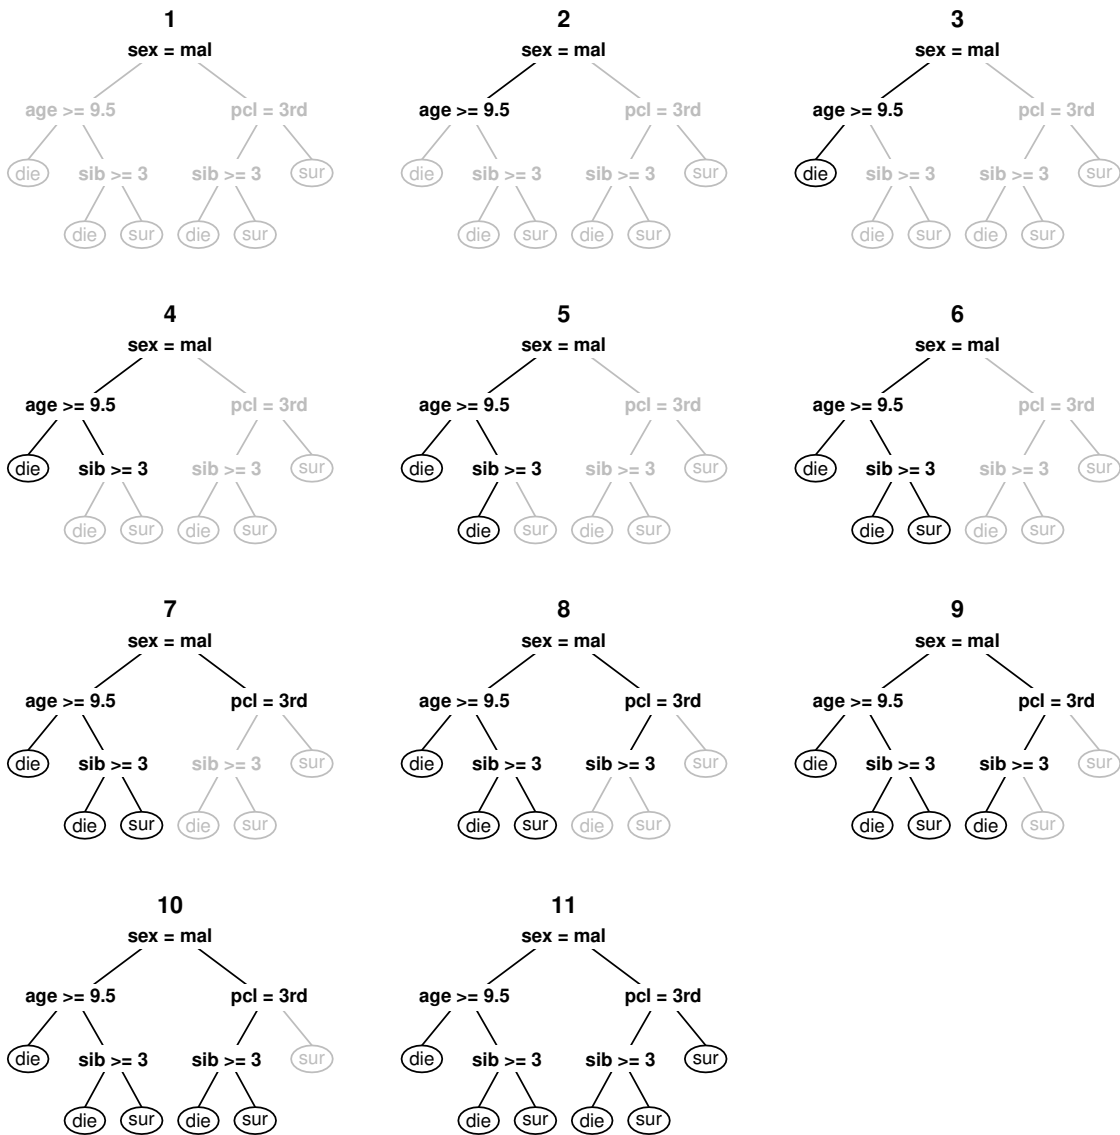 1 2 3
sex = mal sex = mal sex = mal
age >= 9.5 pcl = 3rd age >= 9.5 pcl = 3rd age >= 9.5 pcl = 3rd
die sib >= 3 sib >= 3 sur die sib >= 3 sib >= 3 sur die sib >= 3 sib >= 3 sur
die sur die sur die sur die sur die sur die sur
4 5 6
sex = mal sex = mal sex = mal
age >= 9.5 pcl = 3rd age >= 9.5 pcl = 3rd age >= 9.5 pcl = 3rd
die sib >= 3 sib >= 3 sur die sib >= 3 sib >= 3 sur die sib >= 3 sib >= 3 sur
die sur die sur die sur die sur die sur die sur
7 8 9
sex = mal sex = mal sex = mal
age >= 9.5 pcl = 3rd age >= 9.5 pcl = 3rd age >= 9.5 pcl = 3rd
die sib >= 3 sib >= 3 sur die sib >= 3 sib >= 3 sur die sib >= 3 sib >= 3 sur
die sur die sur die sur die sur die sur die sur
10 11
sex = mal sex = mal
age >= 9.5 pcl = 3rd age >= 9.5 pcl = 3rd
die sib >= 3 sib >= 3 sur die sib >= 3 sib >= 3 sur
die sur die sur die sur die sur